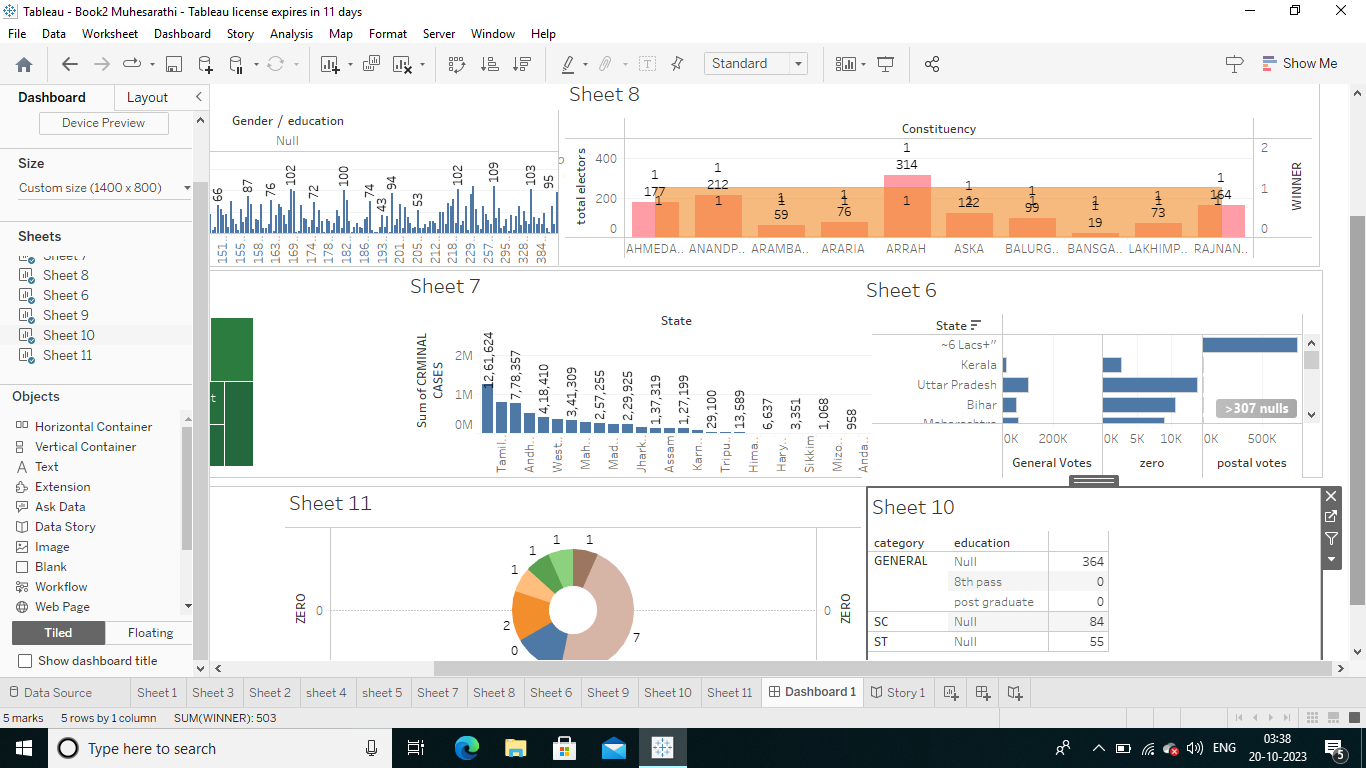 Tableau - Book2 Muhesarathi - Tableau license expires in 11 days
File Data Worksheet Dashboard Story Analysis Map Format Server Window Help
Standard
Show Me
Dashboard Layout
Device Preview
Size
Custom size (1400 x 800)
Sheets
Sheet 7
Sheet 8
Sheet 6
Sheet 9
Sheet 10
Sheet 11
Objects
Horizontal Container
Vertical Container
Text
Extension
Ask Data
Data Story
Image
Blank
Workflow
Web Page
Tiled Floating
Show dashboard title
Gender / education
Null
66 87 76 102 72 100 74 43 94 53 102 109 103 95
151.. 155.. 158.. 163.. 169.. 174.. 178.. 182.. 186.. 193.. 201.. 205.. 212.. 218.. 229.. 257.. 295.. 328.. 384..
Sheet 8
Constituency
total electors
400
200
0
1 1 1 1 1 1 1 1 1 1
177 212 59 76 314 122 99 19 73 164
1 1 1 1 1 1 1 1 1 1
AHMEDA.. ANANDP.. ARAMBA.. ARARIA ARRAH ASKA BALURG.. BANSGA.. LAKHIMP.. RAJNAN..
2
1
0
WINNER
Sheet 7
State
Sum of CRMINAL
CASES
2M
1M
0M
12,61,624 7,78,357 4,18,410 3,41,309 2,57,255 2,29,925 1,37,319 1,27,199 29,100 13,589 6,637 3,351 1,068 958
Tamil.. Andh.. West.. Mah.. Mad.. Jhark.. Assam Karn.. Tripu.. Hima.. Hary.. Sikkim Mizo.. Anda..
Sheet 6
State
~6 Lacs+”
Kerala
Uttar Pradesh
Bihar
Maharashtra
>307 nulls
0K 200K 0K 5K 10K 0K 500K
General Votes zero postal votes
Sheet 11
ZERO
0
1 1
1
1
2
0
7
0
ZERO
Sheet 10
category education
GENERAL Null 364
8th pass 0
post graduate 0
SC Null 84
ST Null 55
Data Source Sheet 1 Sheet 3 Sheet 2 sheet 4 sheet 5 Sheet 7 Sheet 8 Sheet 6 Sheet 9 Sheet 10 Sheet 11 Dashboard 1 Story 1
5 marks 5 rows by 1 column SUM(WINNER): 503
Type here to search
ENG
03:38
20-10-2023
5